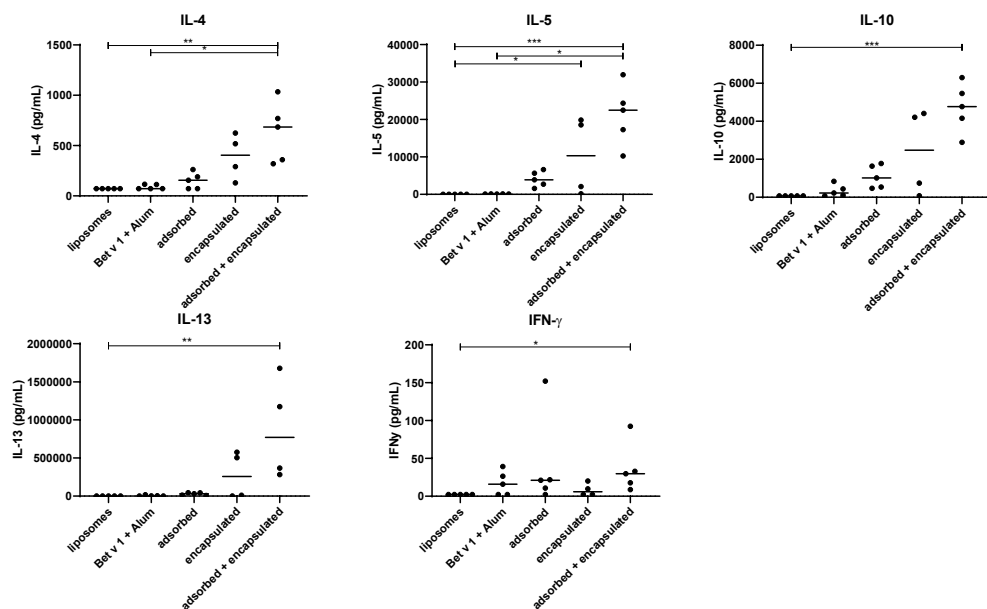 IL-4
**
*
IL-4 (pg/mL)
1500
1000
500
0
liposomes
Bet v 1 + Alum
adsorbed
encapsulated
adsorbed + encapsulated
IL-5
***
*
*
IL-5 (pg/mL)
40000
30000
20000
10000
0
liposomes
Bet v 1 + Alum
adsorbed
encapsulated
adsorbed + encapsulated
IL-10
***
IL-10 (pg/mL)
8000
6000
4000
2000
0
liposomes
Bet v 1 + Alum
adsorbed
encapsulated
adsorbed + encapsulated
IL-13
**
IL-13 (pg/mL)
2000000
1500000
1000000
500000
0
liposomes
Bet v 1 + Alum
adsorbed
encapsulated
adsorbed + encapsulated
IFN-γ
*
IFNy (pg/mL)
200
150
100
50
0
liposomes
Bet v 1 + Alum
adsorbed
encapsulated
adsorbed + encapsulated